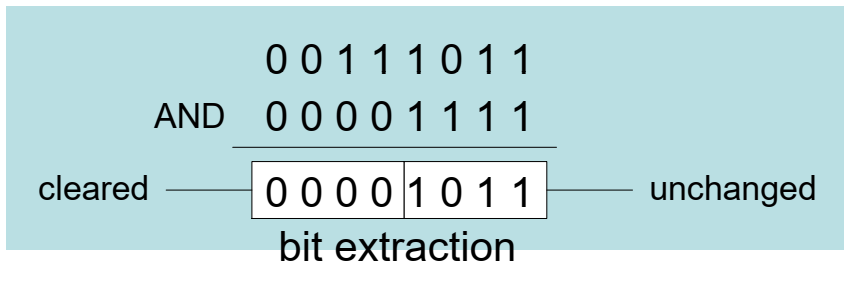 0 0 1 1 1 0 1 1
AND 0 0 0 0 1 1 1 1
cleared 0 0 0 0 1 0 1 1 unchanged
bit extraction